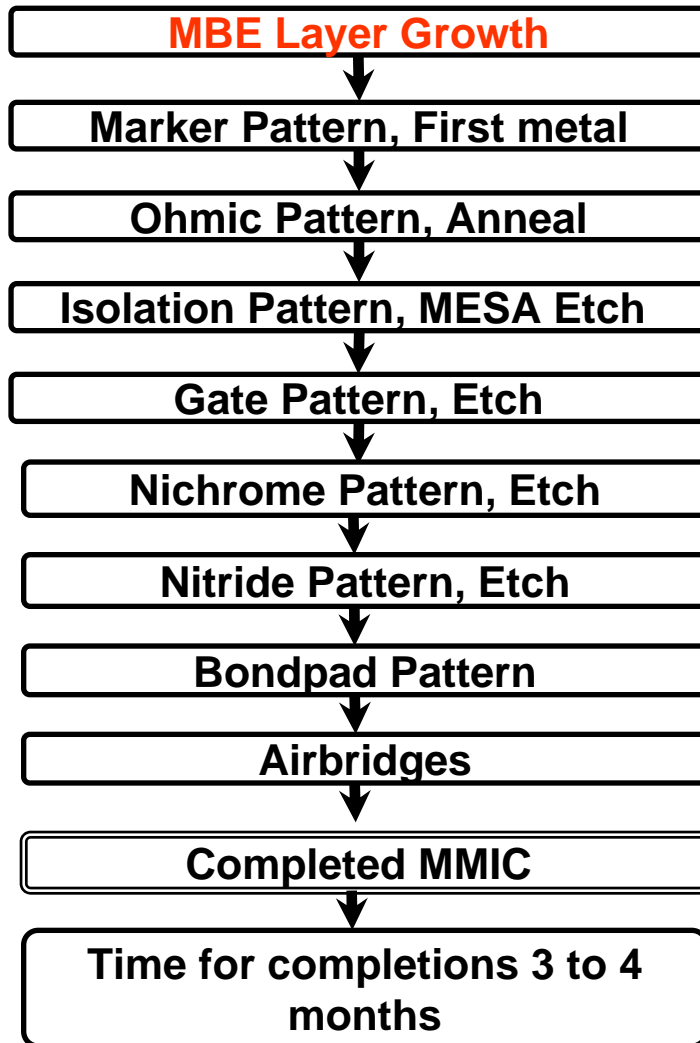 MBE Layer Growth
Marker Pattern, First metal
Ohmic Pattern, Anneal
Isolation Pattern, MESA Etch
Gate Pattern, Etch
Nichrome Pattern, Etch
Nitride Pattern, Etch
Bondpad Pattern
Airbridges
Completed MMIC
Time for completions 3 to 4
months